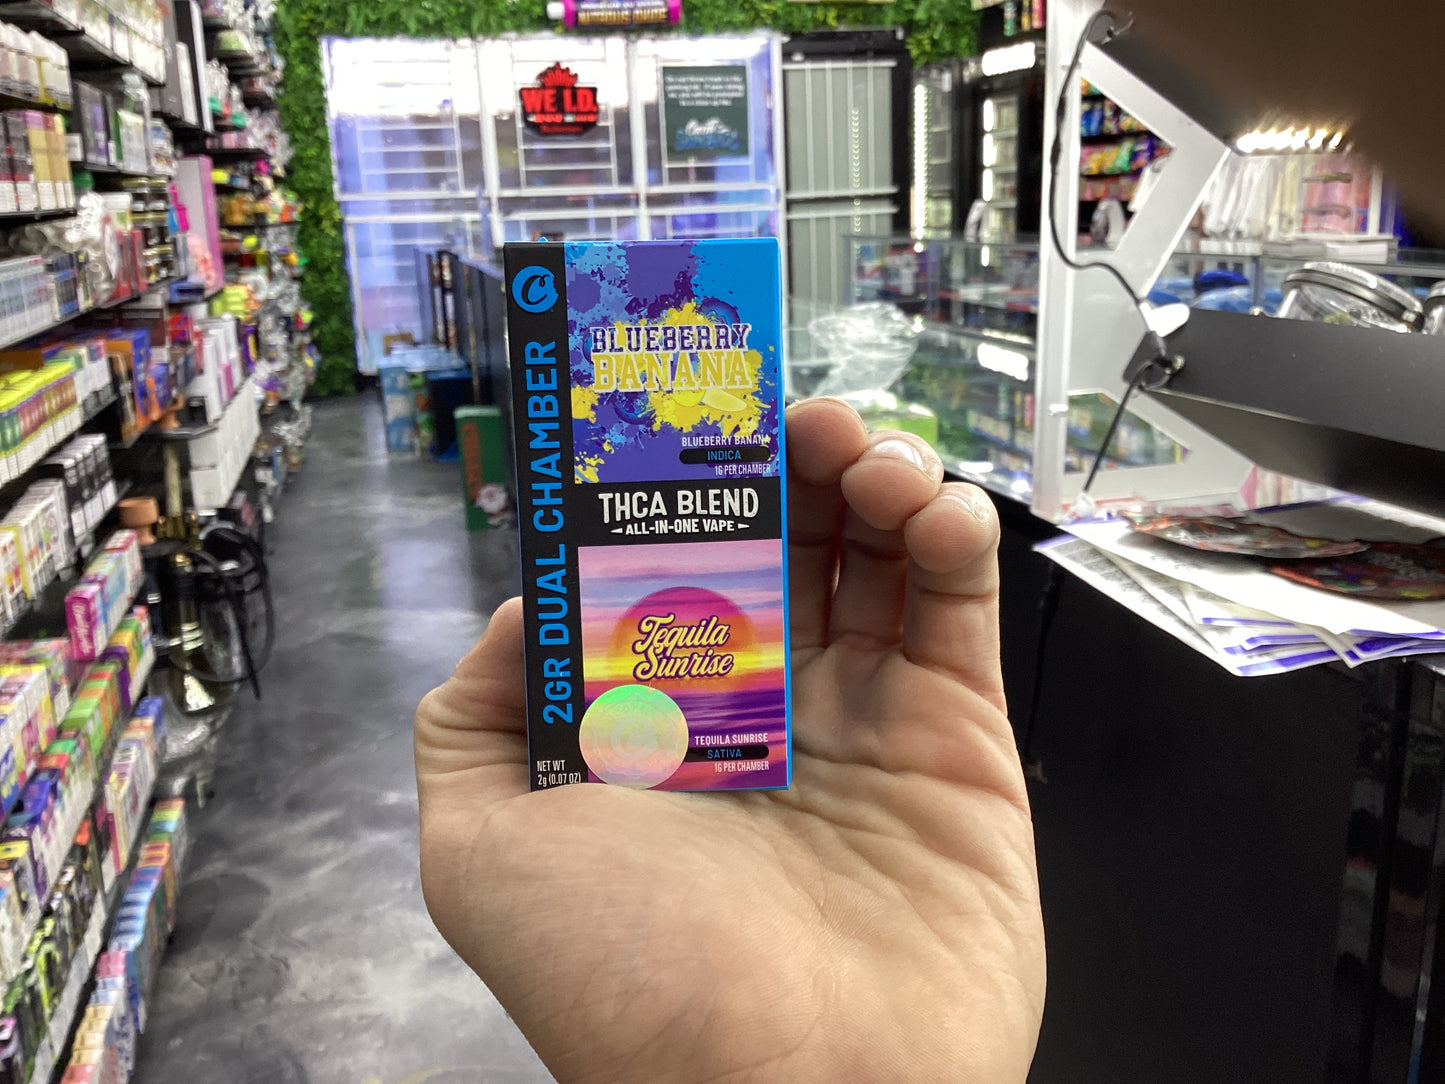 WE I.D.
2GR DUAL CHAMBER
BLUEBERRY
BANANA
BLUEBERRY BANANA
INDICA
1G PER CHAMBER
THCA BLEND
ALL-IN-ONE VAPE
Tequila
Sunrise
TEQUILA SUNRISE
SATIVA
1G PER CHAMBER
NET WT
2g (0.07 OZ)